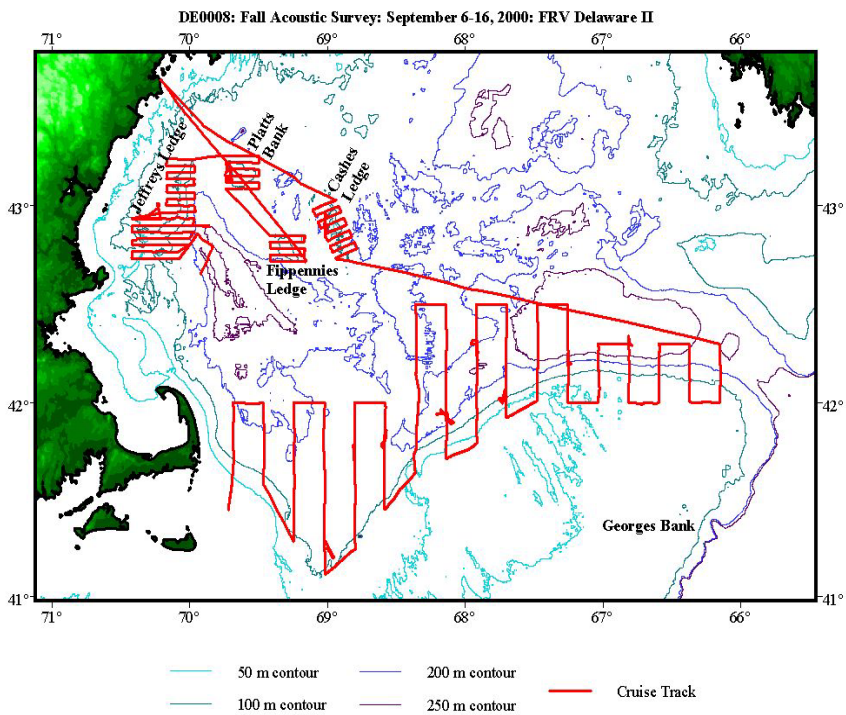 DE0008: Fall Acoustic Survey: September 6-16, 2000: FRV Delaware II
71° 70° 69° 68° 67° 66°
Jeffreys Ledge
Platts
Bank
Cashes
Ledge
43° 43°
Fippennies
Ledge
42° 42°
Georges Bank
41° 41°
71° 70° 69° 68° 67° 66°
50 m contour 200 m contour
100 m contour 250 m contour
Cruise Track